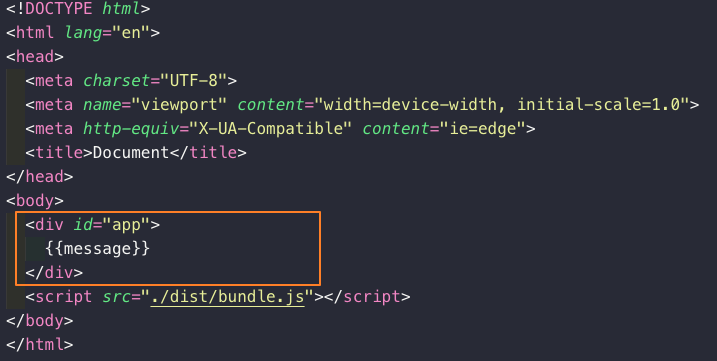 <!DOCTYPE html>
<html lang="en">
<head>
<meta charset="UTF-8">
<meta name="viewport" content="width=device-width, initial-scale=1.0">
<meta http-equiv="X-UA-Compatible" content="ie=edge">
<title>Document</title>
</head>
<body>
<div id="app">
{{message}}
</div>
<script src="./dist/bundle.js"></script>
</body>
</html>